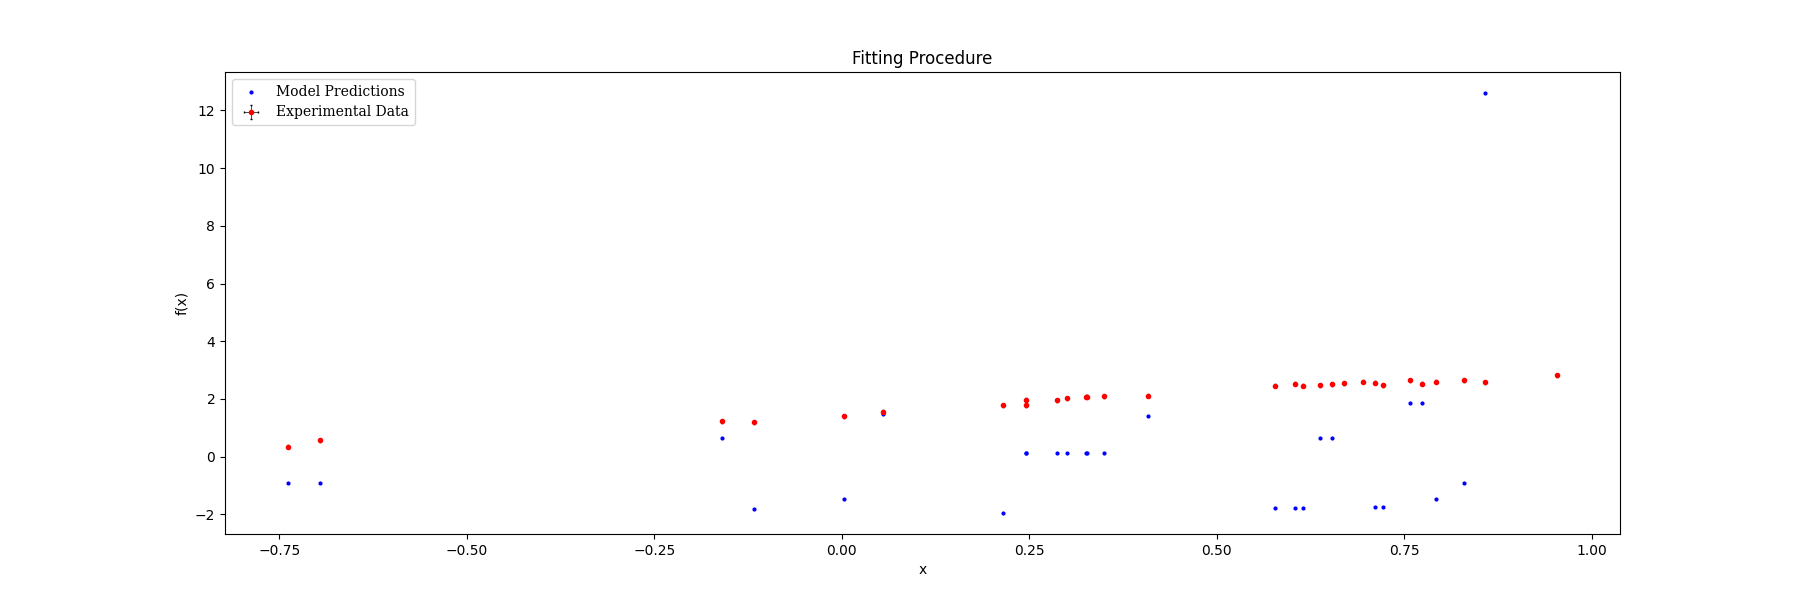 Fitting Procedure
Model Predictions
Experimental Data
12
10
8
6
4
2
0
−2
f(x)
−0.75 −0.50 −0.25 0.00 0.25 0.50 0.75 1.00
x